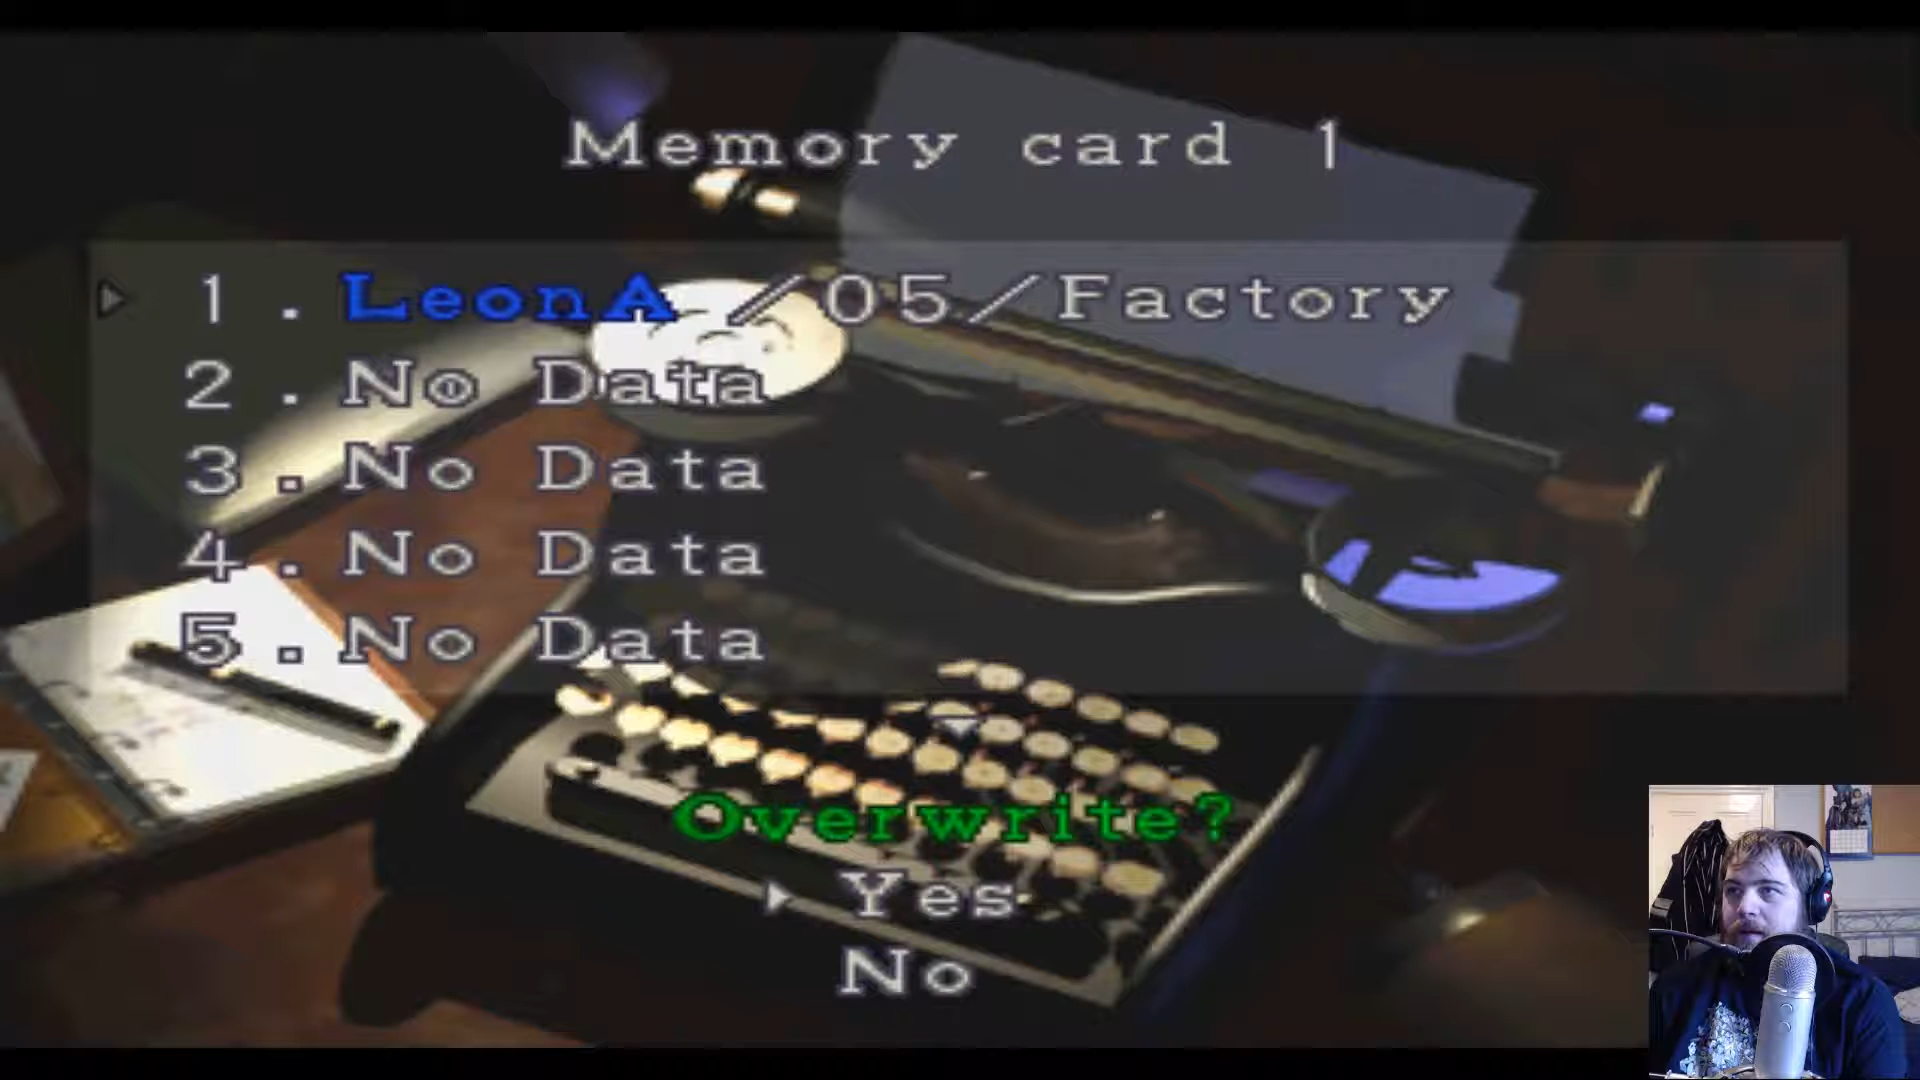 Memory card 1
1. LeonA /05/Factory
2. No Data
3. No Data
4. No Data
5. No Data
Overwrite?
Yes
No